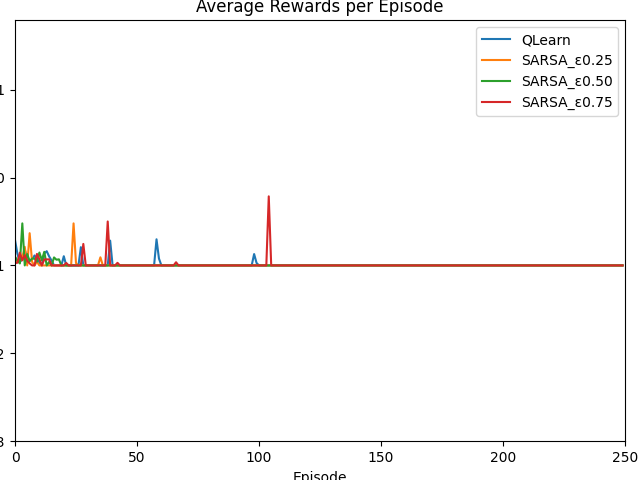 Average Rewards per Episode
QLearn
SARSA_ε0.25
SARSA_ε0.50
SARSA_ε0.75
1
0
1
2
3
0 50 100 150 200 250
Episode